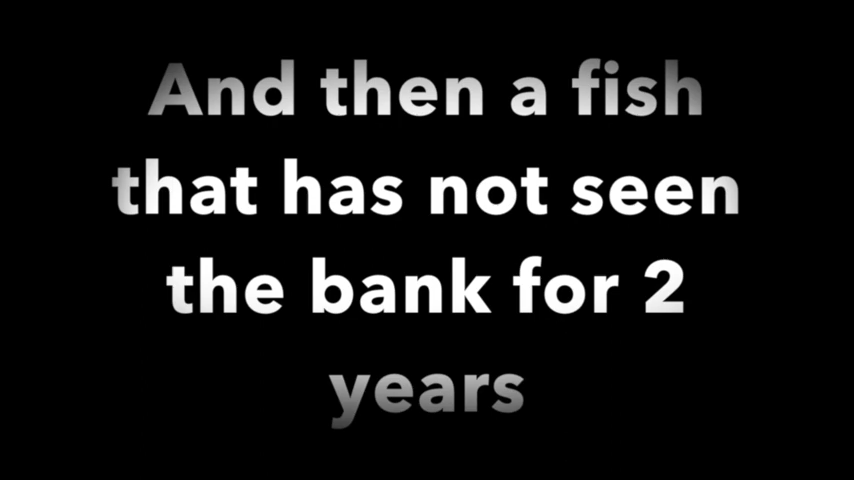 And then a fish
that has not seen
the bank for 2
years